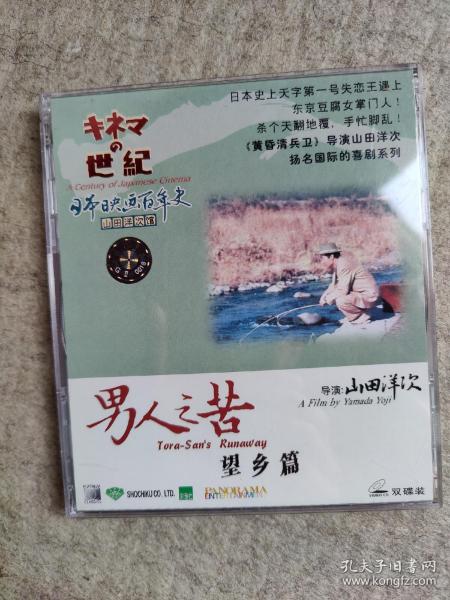 キネマの世紀
A Century of Japanese Cinema
日本映画百年史
山田洋次馆
日本史上天字第一号失恋王遇上
东京豆腐女掌门人！
杀个天翻地覆，手忙脚乱！
《黄昏清兵卫》导演山田洋次
扬名国际的喜剧系列
男人之苦
Tora-San's Runaway
望乡篇
导演:山田洋次
A Film by Yamada Yoji
SHOCHIKU CO., LTD.
PANORAMA
ENTERTAINMENT
双碟装
孔夫子旧书网
www.kongfz.com